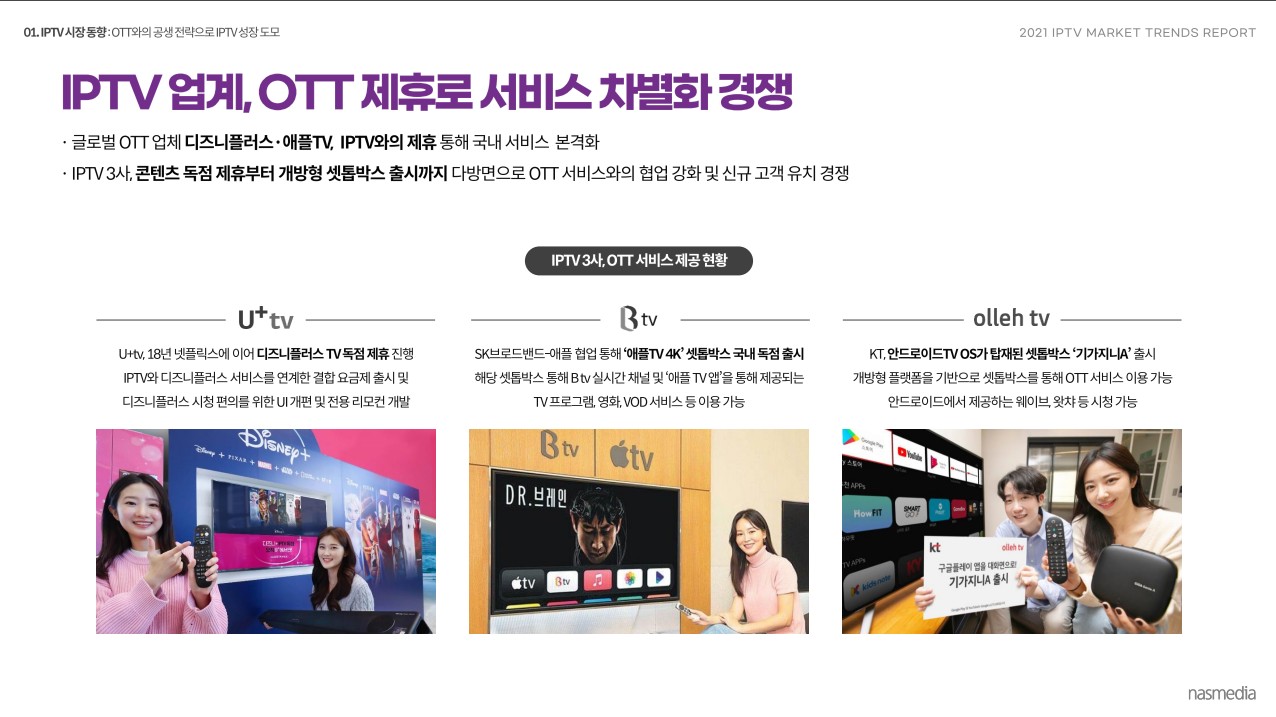 01. IPTV 시장 동향 : OTT와의 공생 전략으로 IPTV 성장 도모
2021 IPTV MARKET TRENDS REPORT
IPTV 업계, OTT 제휴로 서비스 차별화 경쟁
· 글로벌 OTT 업체 디즈니플러스·애플TV, IPTV와의 제휴 통해 국내 서비스 본격화
· IPTV 3사, 콘텐츠 독점 제휴부터 개방형 셋톱박스 출시까지 다방면으로 OTT 서비스와의 협업 강화 및 신규 고객 유치 경쟁
IPTV 3사, OTT 서비스 제공 현황
U+tv
U+tv, 18년 넷플릭스에 이어 디즈니플러스 TV 독점 제휴 진행
IPTV와 디즈니플러스 서비스를 연계한 결합 요금제 출시 및
디즈니플러스 시청 편의를 위한 UI 개편 및 전용 리모컨 개발
Disney+
Disney + PIXAR + MARVEL
B tv
SK브로드밴드-애플 협업 통해 ‘애플TV 4K’ 셋톱박스 국내 독점 출시
해당 셋톱박스 통해 B tv 실시간 채널 및 ‘애플 TV 앱’을 통해 제공되는
TV 프로그램, 영화, VOD 서비스 등 이용 가능
B tv
tv
DR.브레인
tv
B tv
olleh tv
KT, 안드로이드TV OS가 탑재된 셋톱박스 ‘기가지니A’ 출시
개방형 플랫폼을 기반으로 셋톱박스를 통해 OTT 서비스 이용 가능
안드로이드에서 제공하는 웨이브, 왓챠 등 시청 가능
Google Play
스토어
YouTube
HowFIT
SMART
kids note
kt
olleh tv
구글플레이 앱을 대화면으로!
기가지니A 출시
nasmedia